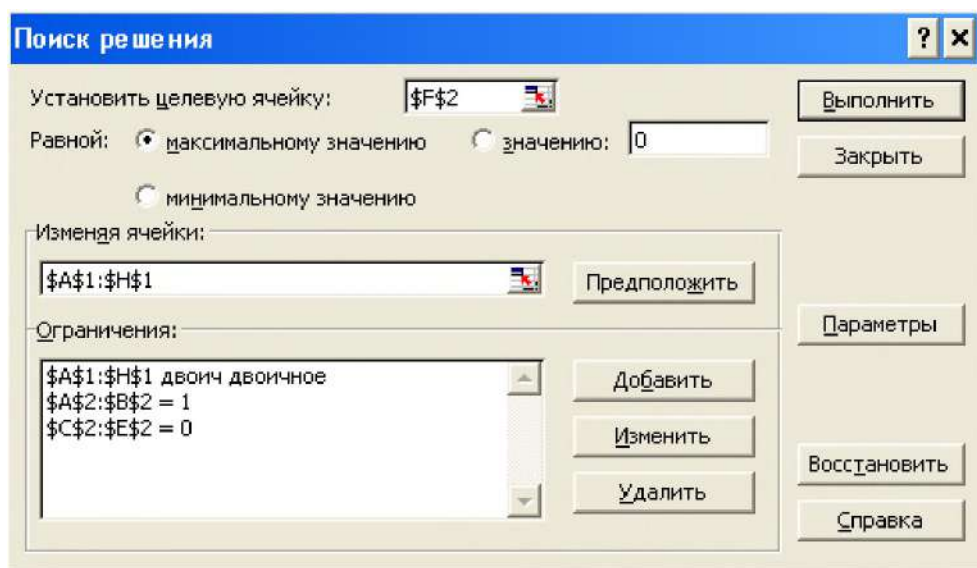 Поиск решения
Установить целевую ячейку: $F$2 Выполнить
Равной: максимальному значению значению: 0 Закрыть
минимальному значению
Изменяя ячейки:
$A$1:$H$1 Предположить
Ограничения: Параметры
$A$1:$H$1 двоич двоичное Добавить
$A$2:$B$2 = 1
$C$2:$E$2 = 0 Изменить
Восстановить
Удалить
Справка